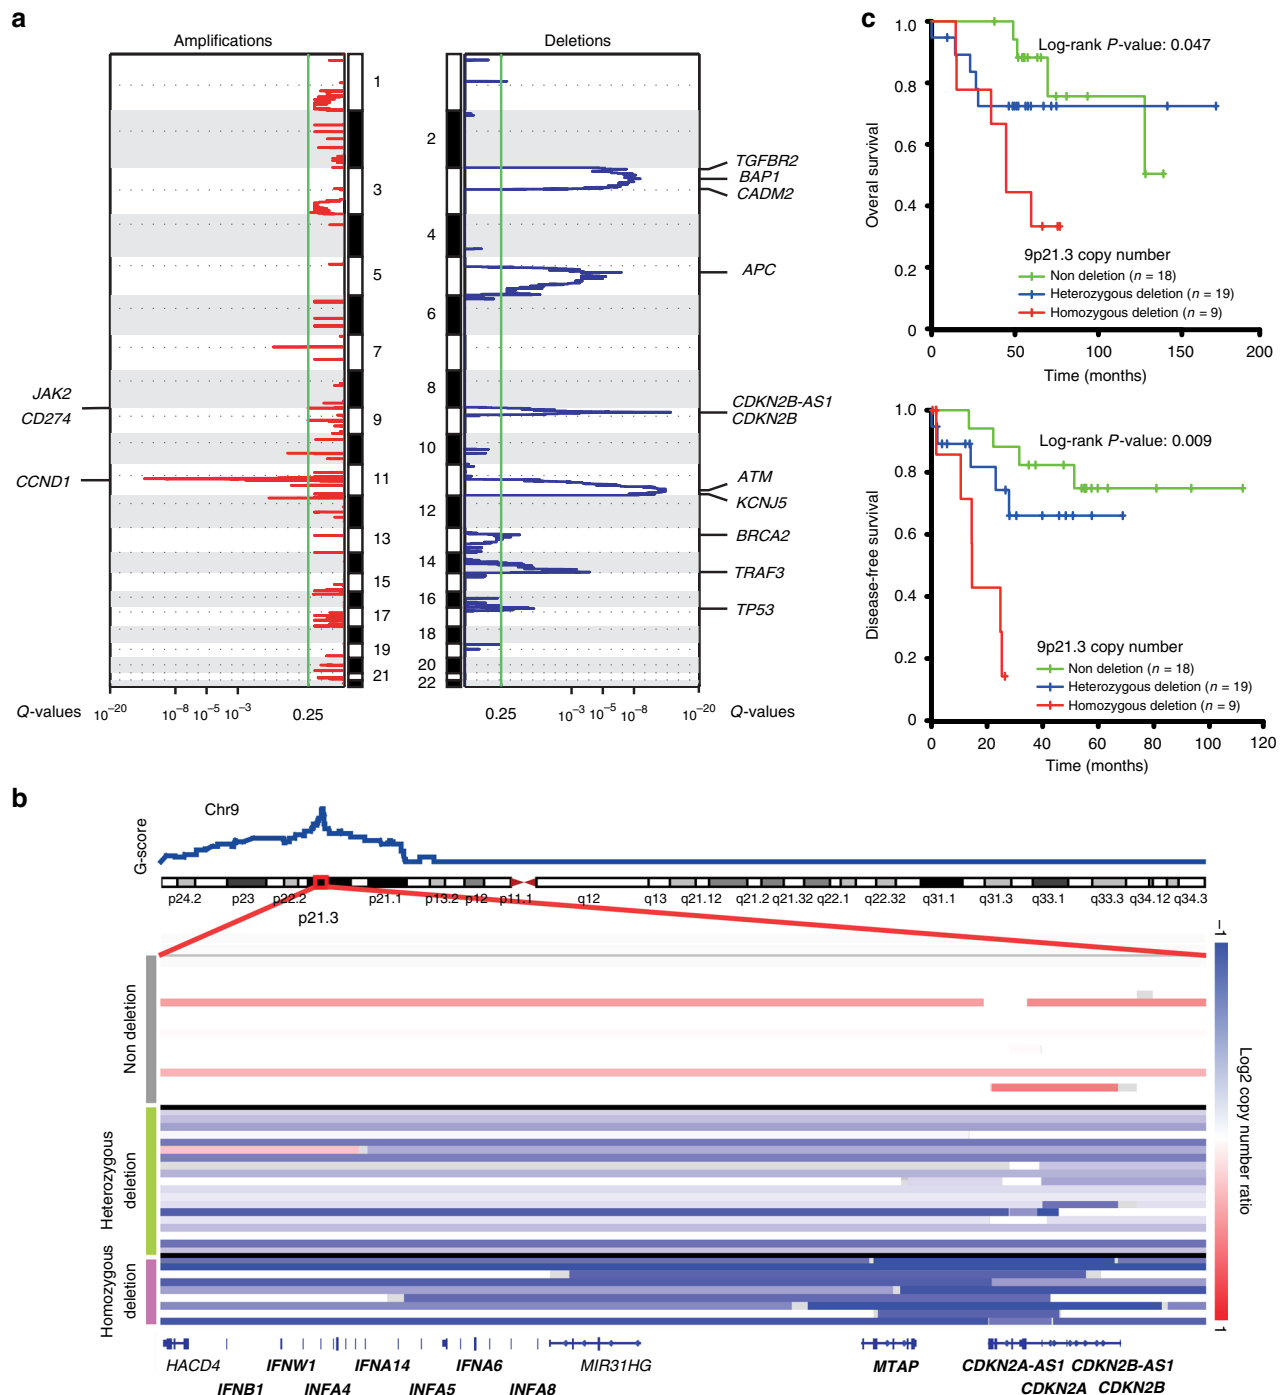 a
Amplifications
Deletions
1
2
3
4
5
6
7
8
9
10
11
12
13
14
15
16
17
18
19
20
21
22
JAK2
CD274
CCND1
TGFBR2
BAP1
CADM2
APC
CDKN2B-AS1
CDKN2B
ATM
KCNJ5
BRCA2
TRAF3
TP53
Q-values 10⁻²⁰ 10⁻⁸ 10⁻⁵ 10⁻³ 0.25
0.25 10⁻³ 10⁻⁵ 10⁻⁸ 10⁻²⁰ Q-values
c
Overal survival
1.0
0.8
0.6
0.4
0.2
0
Log-rank P-value: 0.047
9p21.3 copy number
Non deletion (n = 18)
Heterozygous deletion (n = 19)
Homozygous deletion (n = 9)
0 50 100 150 200
Time (months)
Disease-free survival
1.0
0.8
0.6
0.4
0.2
0
Log-rank P-value: 0.009
9p21.3 copy number
Non deletion (n = 18)
Heterozygous deletion (n = 19)
Homozygous deletion (n = 9)
0 20 40 60 80 100 120
Time (months)
b
G-score
Chr9
p24.2 p23 p22.2 p21.1 p13.2 p12 p11.1 q12 q13 q21.12 q21.2 q21.32 q22.1 q22.32 q31.1 q31.3 q33.1 q33.3 q34.12 q34.3
p21.3
Non deletion
Heterozygous
deletion
Homozygous
deletion
−1
Log2 copy number ratio
1
HACD4 IFNW1 IFNA14 IFNA6 MIR31HG MTAP CDKN2A-AS1 CDKN2B-AS1
IFNB1 INFA4 INFA5 INFA8 CDKN2A CDKN2B